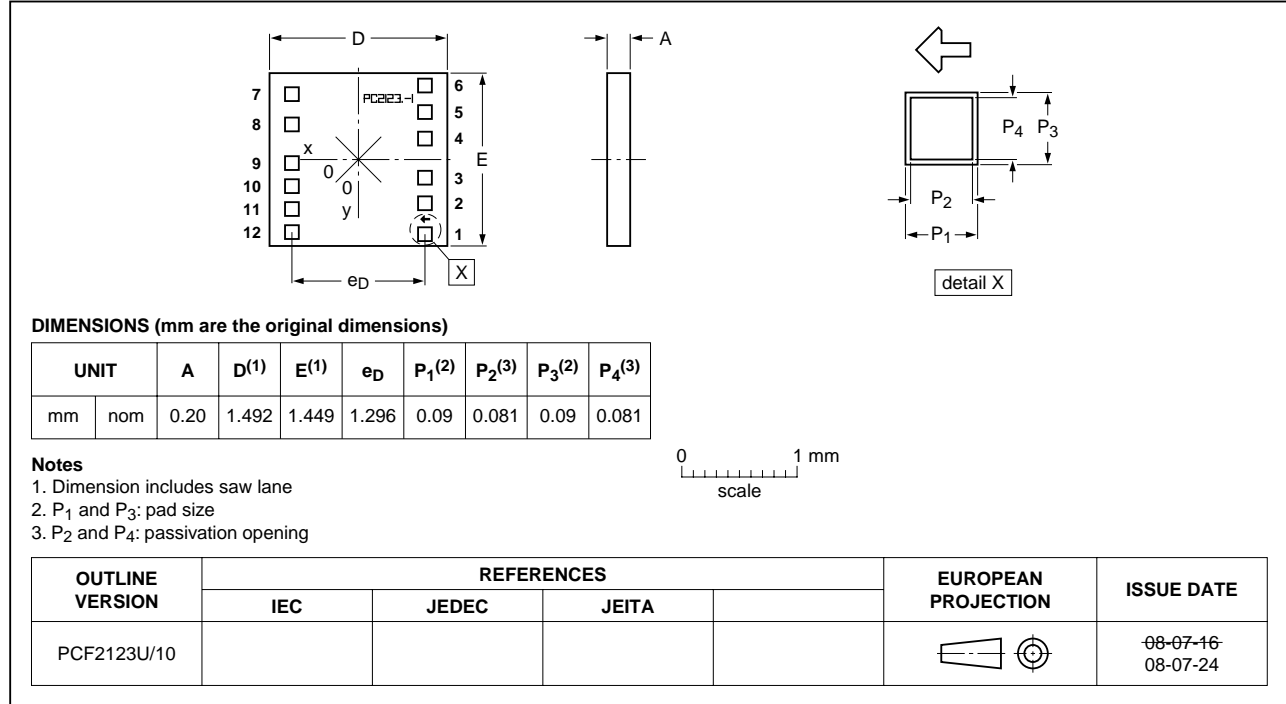 D
A
7
8
9
10
11
12
PC2123.-1
6
5
4
3
2
1
x
0
0
y
E
eD
X
P4
P3
P2
P1
detail X
DIMENSIONS (mm are the original dimensions)
UNIT A D(1) E(1) eD P1(2) P2(3) P3(2) P4(3)
mm nom 0.20 1.492 1.449 1.296 0.09 0.081 0.09 0.081
0 1 mm
scale
Notes
1. Dimension includes saw lane
2. P1 and P3: pad size
3. P2 and P4: passivation opening
OUTLINE VERSION REFERENCES EUROPEAN PROJECTION ISSUE DATE
IEC JEDEC JEITA
PCF2123U/10 08-07-16
08-07-24